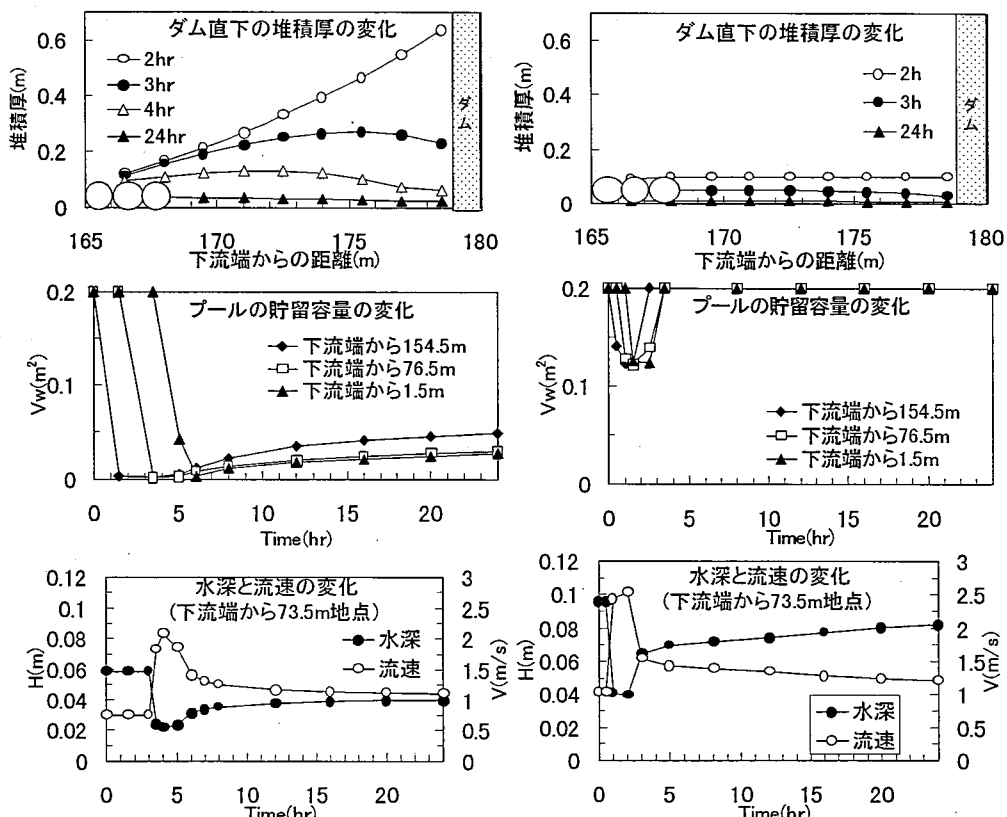 ダム直下の堆積厚の変化
0.6
0.4
0.2
0
堆積厚(m)
2hr
3hr
4hr
24hr
ダム
165
170
175
180
下流端からの距離(m)
ダム直下の堆積厚の変化
0.6
0.4
0.2
0
堆積厚(m)
2h
3h
24h
ダム
165
170
175
180
下流端からの距離(m)
プールの貯留容量の変化
0.2
0.1
0
Vw(m²)
下流端から154.5m
下流端から76.5m
下流端から1.5m
0
5
10
15
20
Time(hr)
プールの貯留容量の変化
0.2
0.1
0
Vw(m²)
下流端から154.5m
下流端から76.5m
下流端から1.5m
0
5
10
15
20
Time(hr)
水深と流速の変化
(下流端から73.5m地点)
0.12
0.1
0.08
0.06
0.04
0.02
0
H(m)
水深
流速
3
2.5
2
1.5
1
0.5
0
V(m/s)
0
5
10
15
20
Time(hr)
水深と流速の変化
(下流端から73.5m地点)
0.12
0.1
0.08
0.06
0.04
0.02
0
H(m)
水深
流速
3
2.5
2
1.5
1
0.5
0
V(m/s)
0
5
10
15
20
Time(hr)